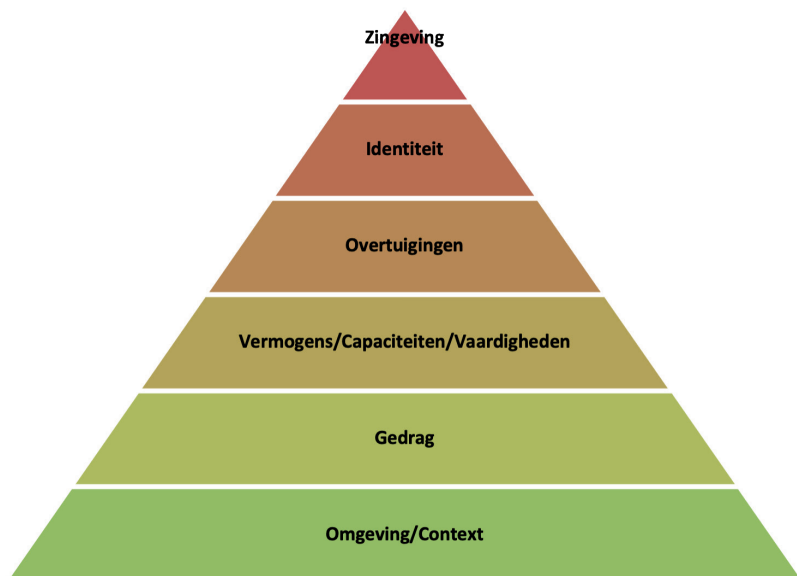 Zingeving
Identiteit
Overtuigingen
Vermogens/Capaciteiten/Vaardigheden
Gedrag
Omgeving/Context